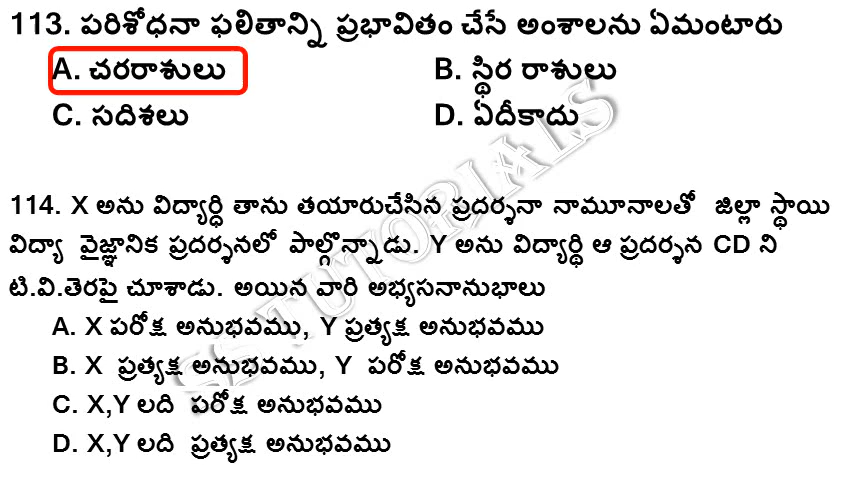 113. పరిశోధనా ఫలితాన్ని ప్రభావితం చేసే అంశాలను ఏమంటారు
A. చరరాశులు B. స్థిర రాశులు
C. సదిశలు D. ఏదీకాదు
114. X అను విద్యార్ధి తాను తయారుచేసిన ప్రదర్శనా నామూనాలతో జిల్లా స్థాయి
విద్యా వైజ్ఞానిక ప్రదర్శనలో పాల్గొన్నాడు. Y అను విద్యార్థి ఆ ప్రదర్శన CD ని
టి.వి.తెరపై చూశాడు. అయిన వారి అభ్యసనానుభాలు
A. X పరోక్ష అనుభవము, Y ప్రత్యక్ష అనుభవము
B. X ప్రత్యక్ష అనుభవము, Y పరోక్ష అనుభవము
C. X,Y లది పరోక్ష అనుభవము
D. X,Y లది ప్రత్యక్ష అనుభవము
SS TUTORIALS